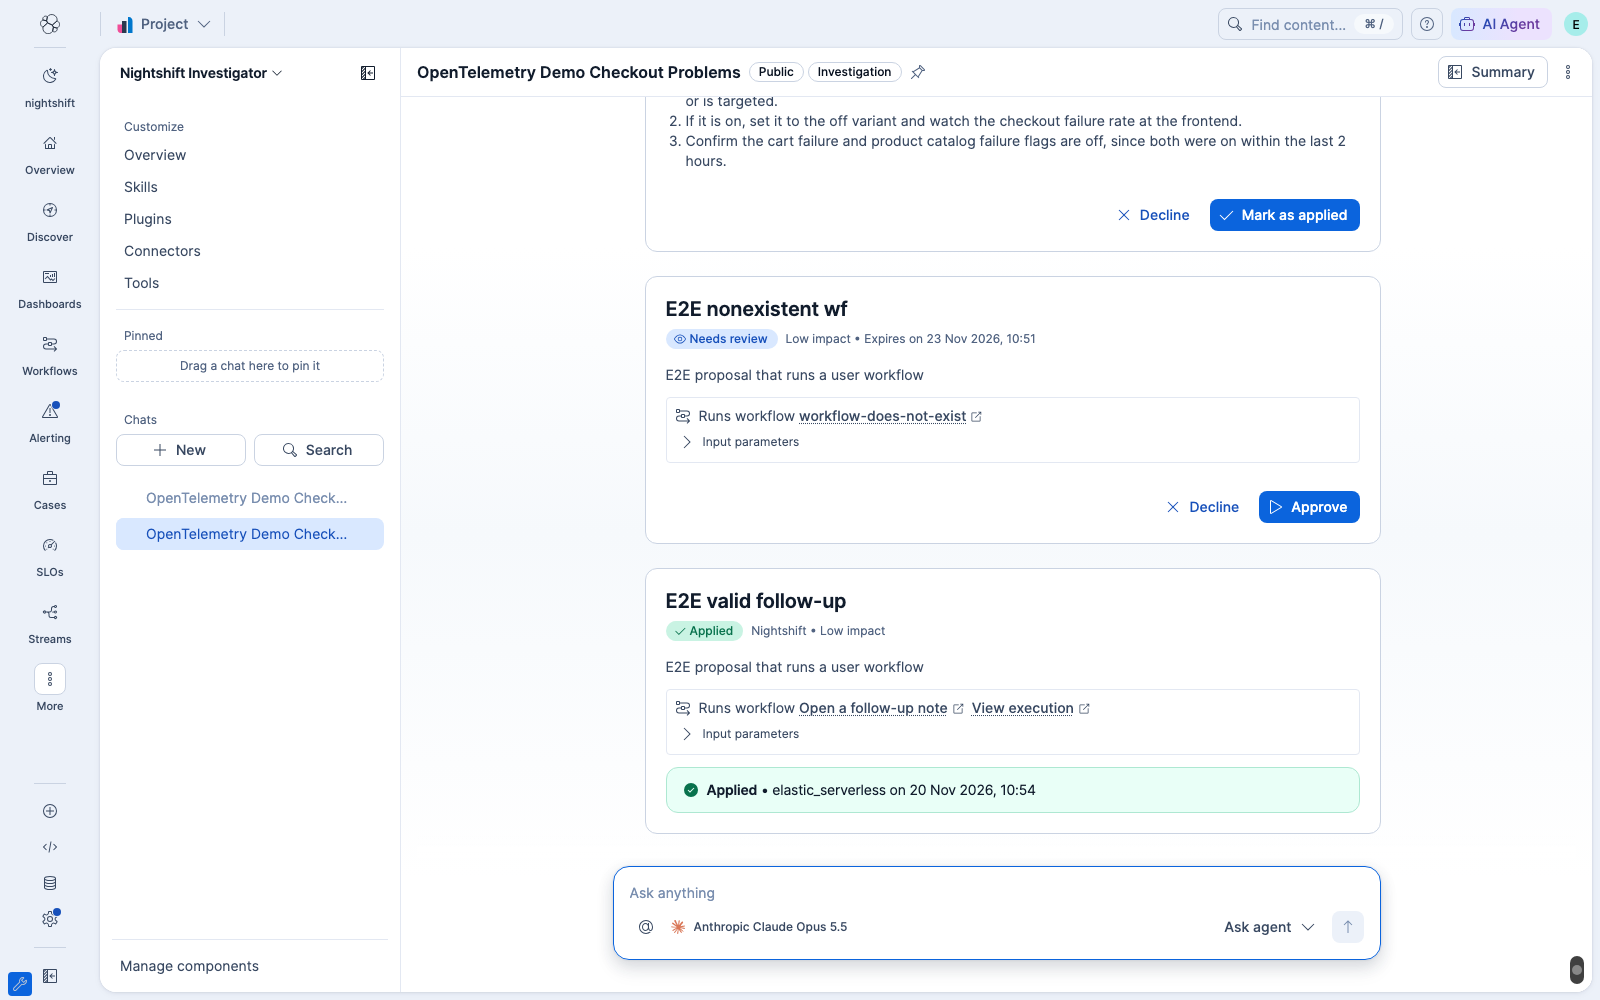 Project
Find content...
⌘ /
AI Agent
E
nightshift
Overview
Discover
Dashboards
Workflows
Alerting
Cases
SLOs
Streams
More
Nightshift Investigator
Customize
Overview
Skills
Plugins
Connectors
Tools
Pinned
Drag a chat here to pin it
Chats
New
Search
OpenTelemetry Demo Check...
OpenTelemetry Demo Check...
Manage components
OpenTelemetry Demo Checkout Problems
Public
Investigation
Summary
or is targeted.
2. If it is on, set it to the off variant and watch the checkout failure rate at the frontend.
3. Confirm the cart failure and product catalog failure flags are off, since both were on within the last 2
hours.
Decline
Mark as applied
E2E nonexistent wf
Needs review
Low impact • Expires on 23 Nov 2026, 10:51
E2E proposal that runs a user workflow
Runs workflow workflow-does-not-exist
Input parameters
Decline
Approve
E2E valid follow-up
Applied
Nightshift • Low impact
E2E proposal that runs a user workflow
Runs workflow Open a follow-up note View execution
Input parameters
Applied • elastic_serverless on 20 Nov 2026, 10:54
Ask anything
@
Anthropic Claude Opus 5.5
Ask agent